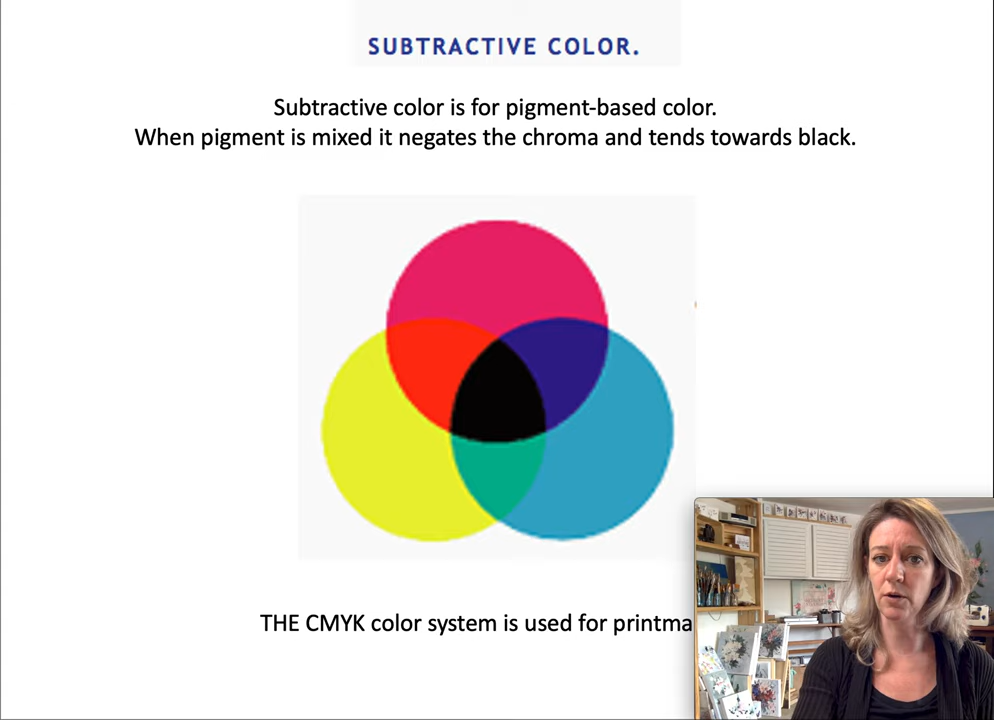 SUBTRACTIVE COLOR.
Subtractive color is for pigment-based color.
When pigment is mixed it negates the chroma and tends towards black.
THE CMYK color system is used for printma